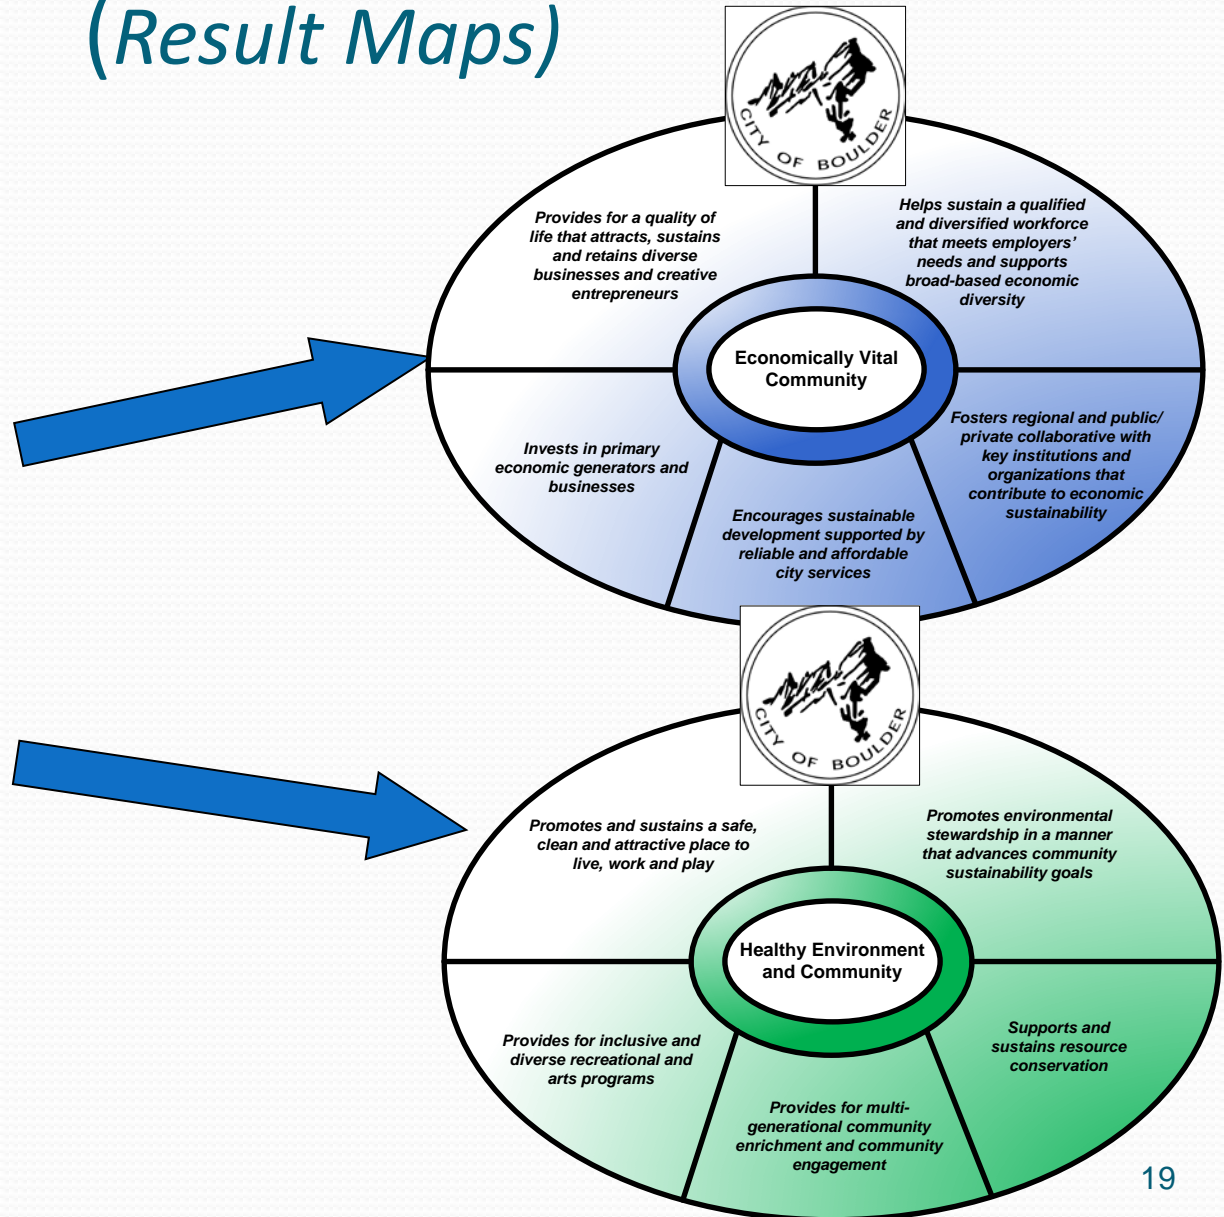 (Result Maps)
CITY OF BOULDER
Provides for a quality of
life that attracts, sustains
and retains diverse
businesses and creative
entrepreneurs
Helps sustain a qualified
and diversified workforce
that meets employers’
needs and supports
broad-based economic
diversity
Economically Vital
Community
Invests in primary
economic generators and
businesses
Encourages sustainable
development supported by
reliable and affordable
city services
Fosters regional and public/
private collaborative with
key institutions and
organizations that
contribute to economic
sustainability
CITY OF BOULDER
Promotes and sustains a safe,
clean and attractive place to
live, work and play
Promotes environmental
stewardship in a manner
that advances community
sustainability goals
Healthy Environment
and Community
Provides for inclusive and
diverse recreational and
arts programs
Provides for multi-
generational community
enrichment and community
engagement
Supports and
sustains resource
conservation
19